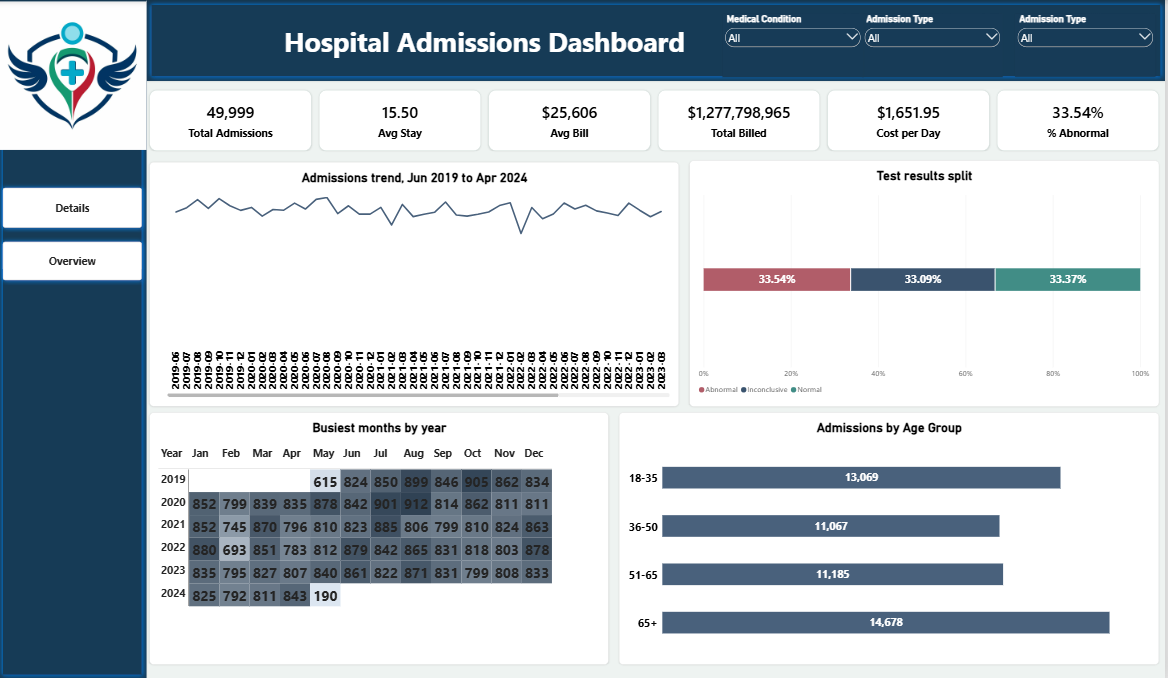 Hospital Admissions Dashboard
Medical Condition
All
Admission Type
All
Admission Type
All
Details
Overview
49,999
Total Admissions
15.50
Avg Stay
$25,606
Avg Bill
$1,277,798,965
Total Billed
$1,651.95
Cost per Day
33.54%
% Abnormal
Admissions trend, Jun 2019 to Apr 2024
2019-06 2019-07 2019-08 2019-09 2019-10 2019-11 2019-12 2020-01 2020-02 2020-03 2020-04 2020-05 2020-06 2020-07 2020-08 2020-09 2020-10 2020-11 2020-12 2021-01 2021-02 2021-03 2021-04 2021-05 2021-06 2021-07 2021-08 2021-09 2021-10 2021-11 2021-12 2022-01 2022-02 2022-03 2022-04 2022-05 2022-06 2022-07 2022-08 2022-09 2022-10 2022-11 2022-12 2023-01 2023-02 2023-03
Test results split
33.54% 33.09% 33.37%
0% 20% 40% 60% 80% 100%
Abnormal Inconclusive Normal
Busiest months by year
Year Jan Feb Mar Apr May Jun Jul Aug Sep Oct Nov Dec
2019 615 824 850 899 846 905 862 834
2020 852 799 839 835 878 842 901 912 814 862 811 811
2021 852 745 870 796 810 823 885 806 799 810 824 863
2022 880 693 851 783 812 879 842 865 831 818 803 878
2023 835 795 827 807 840 861 822 871 831 799 808 833
2024 825 792 811 843 190
Admissions by Age Group
18-35 13,069
36-50 11,067
51-65 11,185
65+ 14,678